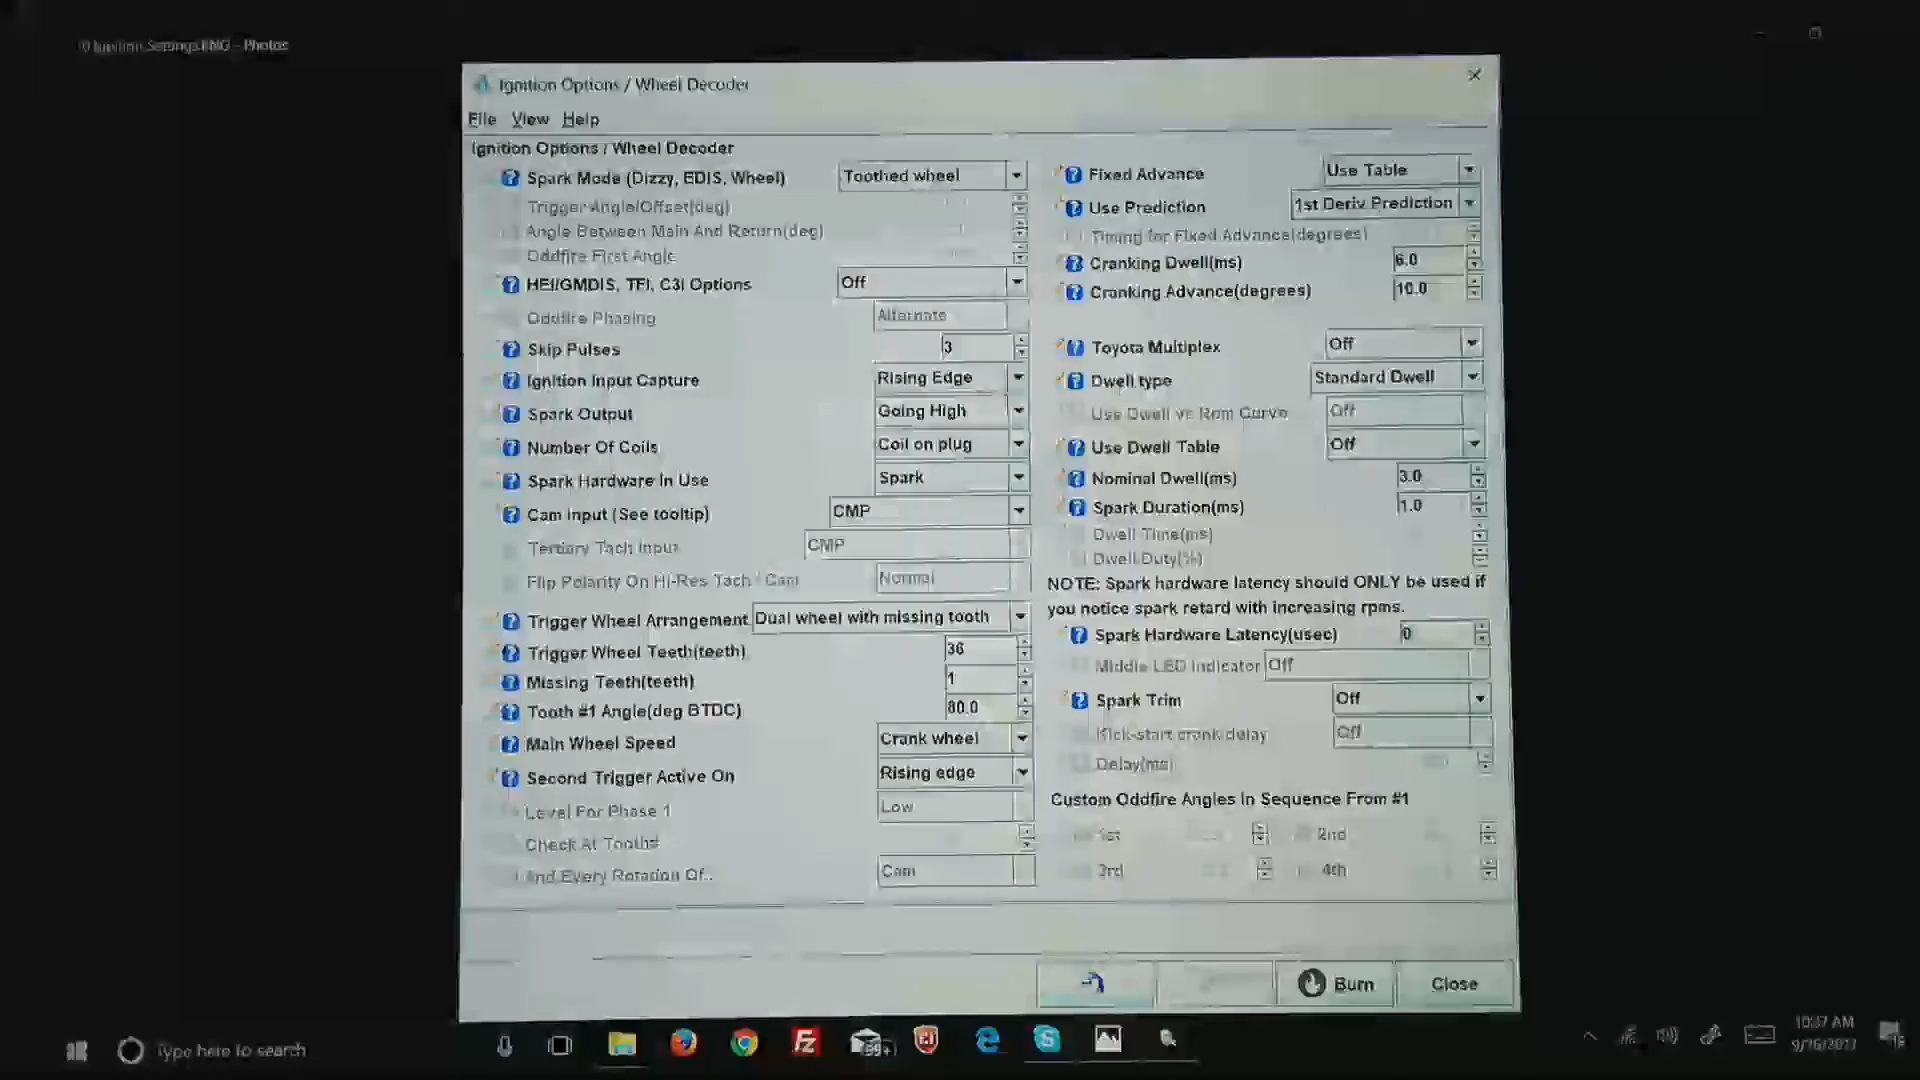 Ignition Settings.PNG - Photos
Ignition Options / Wheel Decoder
File View Help
Ignition Options / Wheel Decoder
Spark Mode (Dizzy, EDIS, Wheel) Toothed wheel
Trigger Angle/Offset(deg)
Angle Between Main And Return(deg)
Oddfire First Angle
HEI/GMDIS, TFI, C3I Options Off
Oddfire Phasing Alternate
Skip Pulses 3
Ignition Input Capture Rising Edge
Spark Output Going High
Number Of Coils Coil on plug
Spark Hardware In Use Spark
Cam Input (See tooltip) CMP
Tertiary Tach Input CMP
Flip Polarity On Hi-Res Tach / Cam Normal
Trigger Wheel Arrangement Dual wheel with missing tooth
Trigger Wheel Teeth(teeth) 36
Missing Teeth(teeth) 1
Tooth #1 Angle(deg BTDC) 80.0
Main Wheel Speed Crank wheel
Second Trigger Active On Rising edge
Level For Phase 1 Low
Check At Tooth#
And Every Rotation Of.. Cam
Fixed Advance Use Table
Use Prediction 1st Deriv Prediction
Timing for Fixed Advance(degrees)
Cranking Dwell(ms) 6.0
Cranking Advance(degrees) 10.0
Toyota Multiplex Off
Dwell type Standard Dwell
Use Dwell vs Rpm Curve Off
Use Dwell Table Off
Nominal Dwell(ms) 3.0
Spark Duration(ms) 1.0
Dwell Time(ms)
Dwell Duty(%)
NOTE: Spark hardware latency should ONLY be used if
you notice spark retard with increasing rpms.
Spark Hardware Latency(usec) 0
Middle LED Indicator Off
Spark Trim Off
Kick-start crank delay Off
Delay(ms)
Custom Oddfire Angles In Sequence From #1
1st 2nd
3rd 4th
Burn Close
Type here to search
99+
10:37 AM
9/16/2017